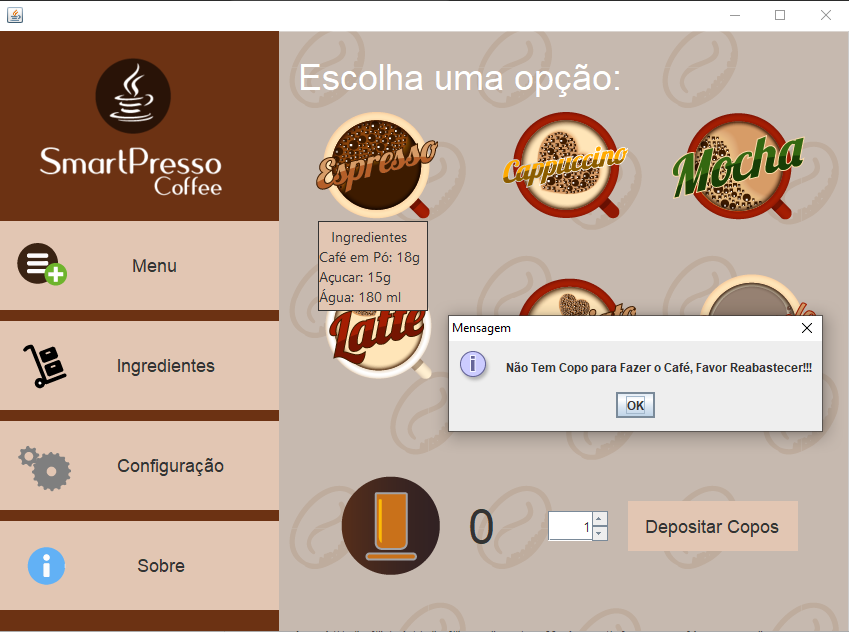 SmartPresso
Coffee
Menu
Ingredientes
Configuração
Sobre
Escolha uma opção:
Espresso
Cappuccino
Mocha
Ingredientes
Café em Pó: 18g
Açucar: 15g
Água: 180 ml
Latte
Mensagem
Não Tem Copo para Fazer o Café, Favor Reabastecer!!!
OK
0
1
Depositar Copos